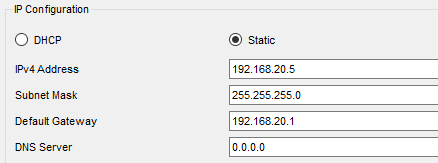 IP Configuration
DHCP Static
IPv4 Address 192.168.20.5
Subnet Mask 255.255.255.0
Default Gateway 192.168.20.1
DNS Server 0.0.0.0